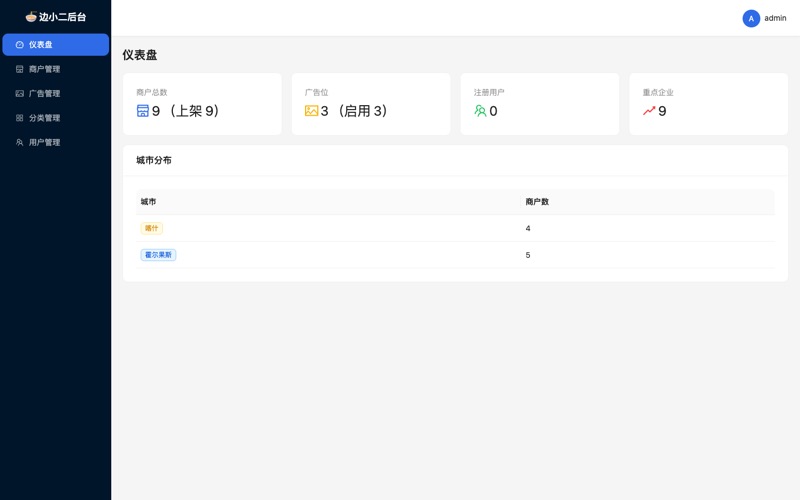 边小二后台
仪表盘
商户管理
广告管理
分类管理
用户管理
A admin
仪表盘
商户总数
9 （上架 9）
广告位
3 （启用 3）
注册用户
0
重点企业
9
城市分布
城市 商户数
喀什 4
霍尔果斯 5